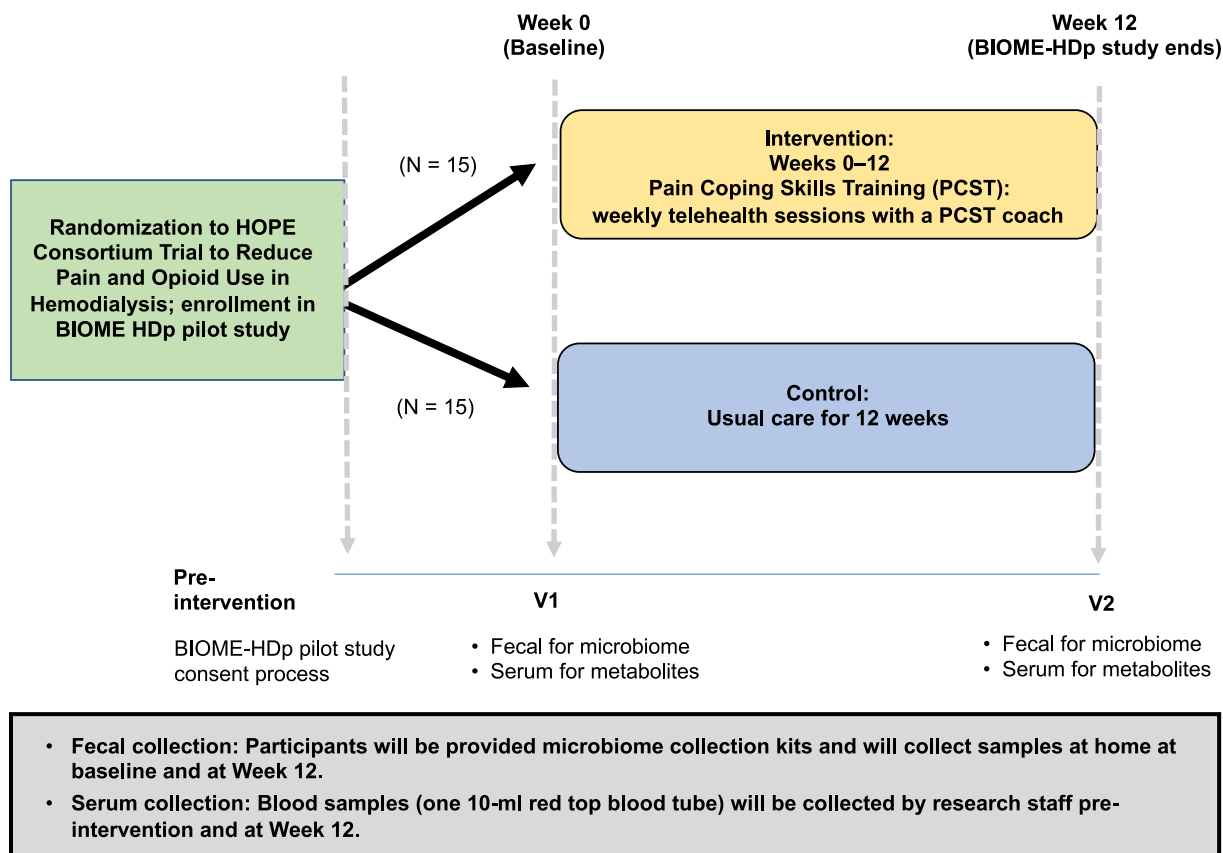 Week 0
(Baseline)
Week 12
(BIOME-HDp study ends)
(N = 15)
Intervention:
Weeks 0–12
Pain Coping Skills Training (PCST):
weekly telehealth sessions with a PCST coach
Randomization to HOPE
Consortium Trial to Reduce
Pain and Opioid Use in
Hemodialysis; enrollment in
BIOME HDp pilot study
(N = 15)
Control:
Usual care for 12 weeks
Pre-
intervention
BIOME-HDp pilot study
consent process
V1
• Fecal for microbiome
• Serum for metabolites
V2
• Fecal for microbiome
• Serum for metabolites
• Fecal collection: Participants will be provided microbiome collection kits and will collect samples at home at
baseline and at Week 12.
• Serum collection: Blood samples (one 10-ml red top blood tube) will be collected by research staff pre-
intervention and at Week 12.